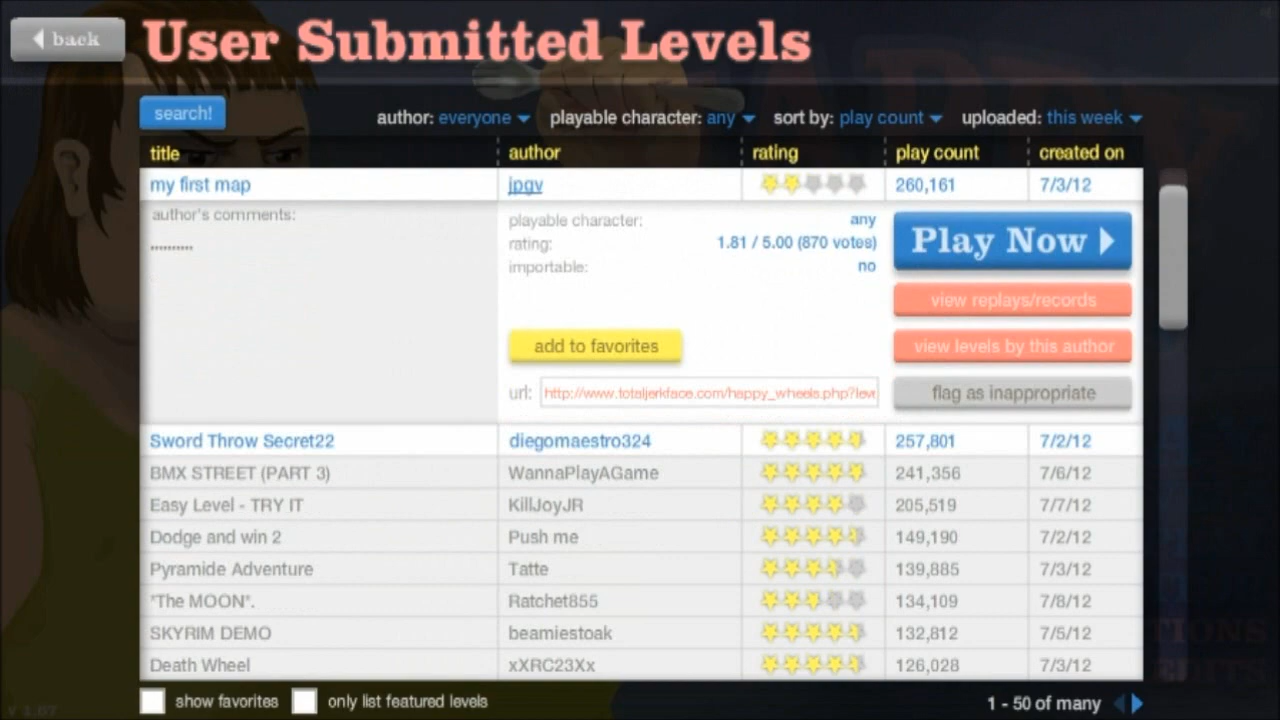 back
User Submitted Levels
search!
author: everyone playable character: any sort by: play count uploaded: this week
title author rating play count created on
my first map jpgv 260,161 7/3/12
author's comments:
..........
playable character: any
rating: 1.81 / 5.00 (870 votes)
importable: no
Play Now
view replays/records
add to favorites
view levels by this author
url: http://www.totaljerkface.com/happy_wheels.php?lev
flag as inappropriate
Sword Throw Secret22 diegomaestro324 257,801 7/2/12
BMX STREET (PART 3) WannaPlayAGame 241,356 7/6/12
Easy Level - TRY IT KillJoyJR 205,519 7/7/12
Dodge and win 2 Push me 149,190 7/2/12
Pyramide Adventure Tatte 139,885 7/3/12
*The MOON*. Ratchet855 134,109 7/8/12
SKYRIM DEMO beamiestoak 132,812 7/5/12
Death Wheel xXRC23Xx 126,028 7/3/12
show favorites only list featured levels
1 - 50 of many